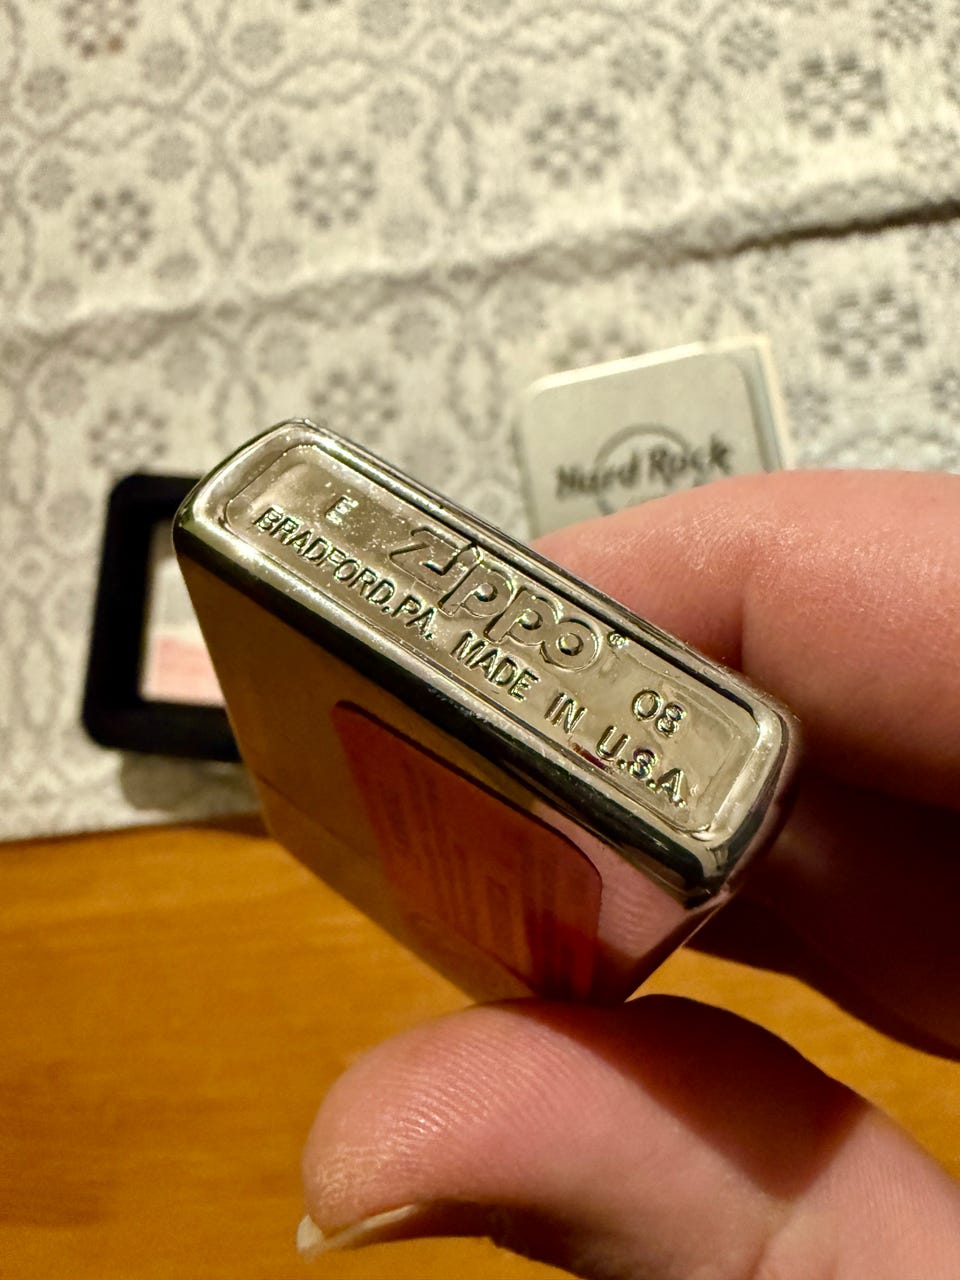 Hard Rock
E Zippo® 08
BRADFORD,PA. MADE IN U.S.A.